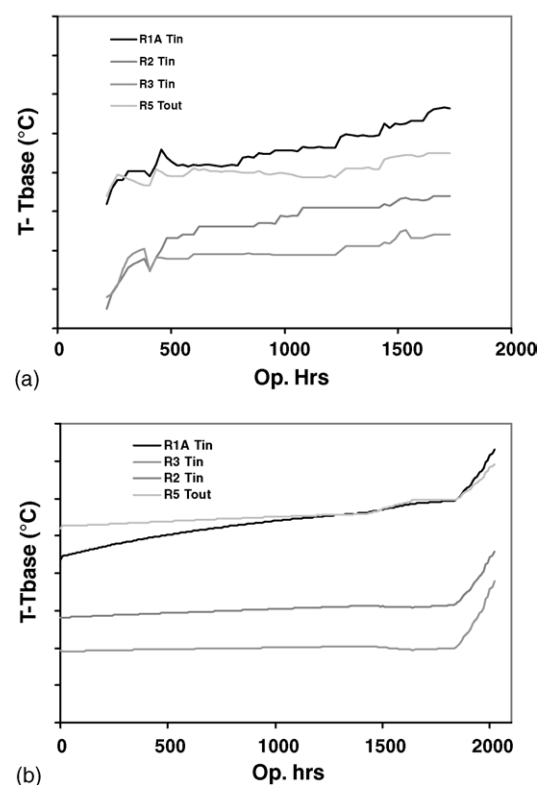 R1A Tin
R2 Tin
R3 Tin
R5 Tout
T- Tbase (°C)
0 500 1000 1500 2000
(a) Op. Hrs
R1A Tin
R3 Tin
R2 Tin
R5 Tout
T-Tbase (°C)
0 500 1000 1500 2000
(b) Op. hrs